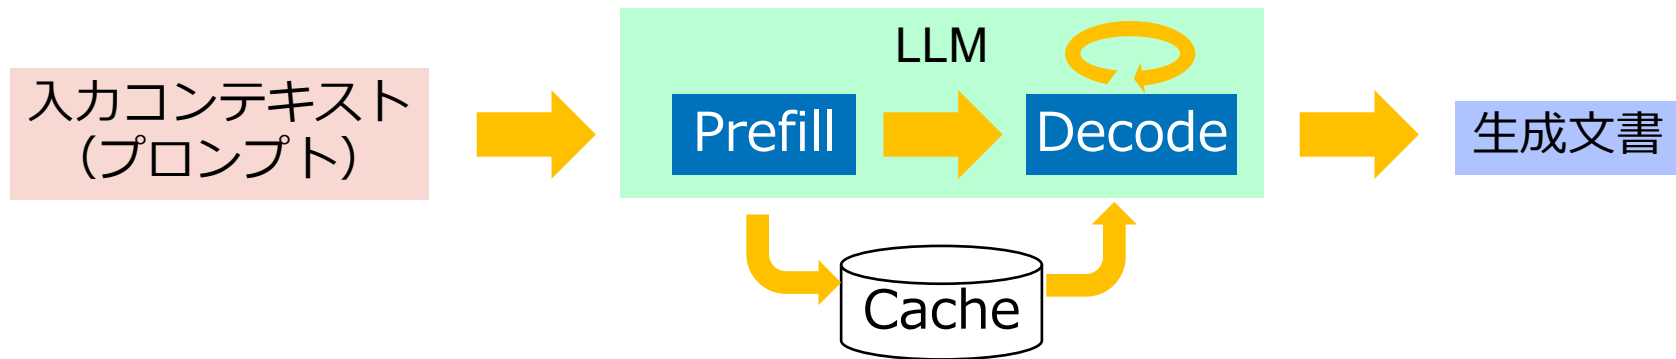 入力コンテキスト
（プロンプト）
LLM
Prefill
Decode
生成文書
Cache